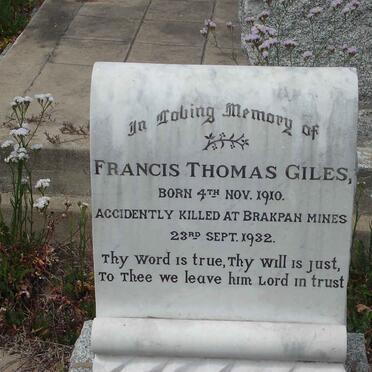 In Loving Memory of
FRANCIS THOMAS GILES,
BORN 4TH NOV. 1910.
ACCIDENTLY KILLED AT BRAKPAN MINES
23RD SEPT. 1932.
Thy Word is true, Thy Will is just,
To Thee we leave him Lord in trust